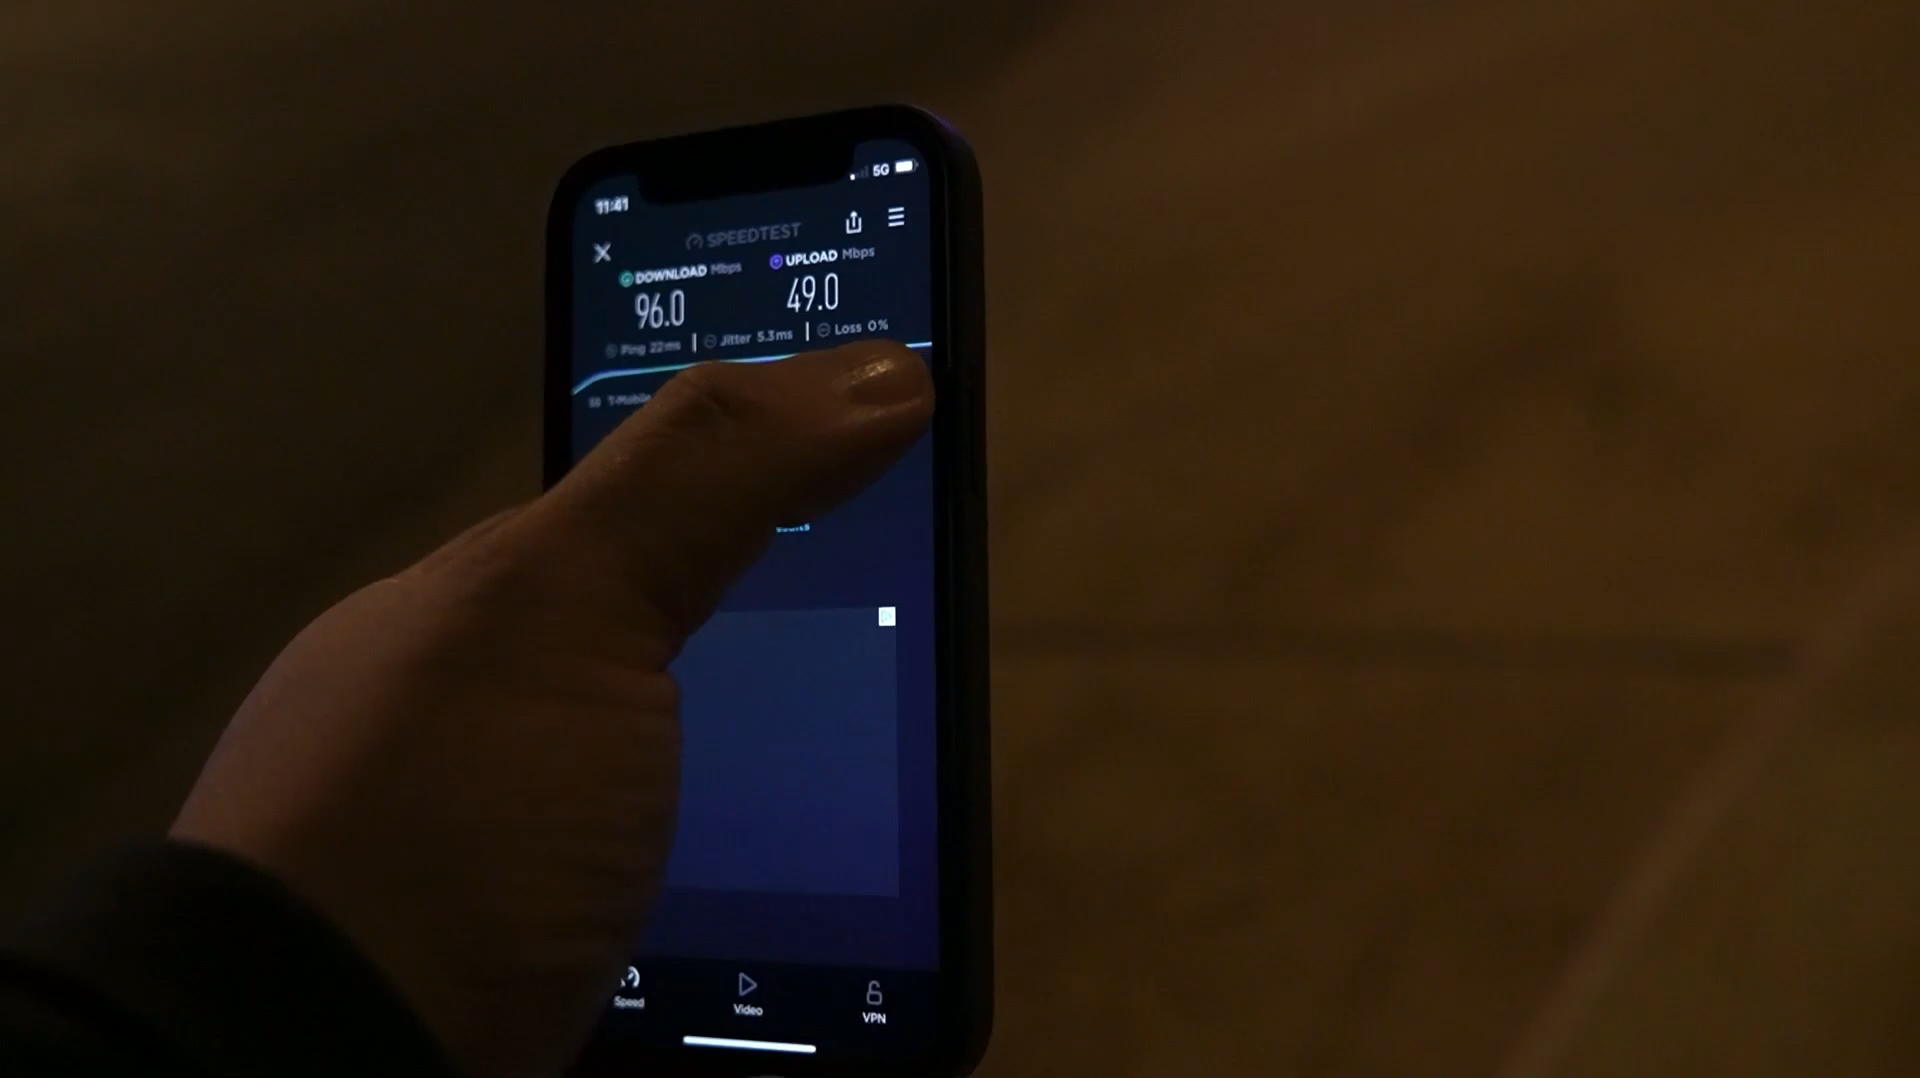 11:41
5G
SPEEDTEST
DOWNLOAD Mbps
UPLOAD Mbps
96.0
49.0
Ping 22ms
Jitter 5.3ms
Loss 0%
T-Mobile
Speed
Video
VPN